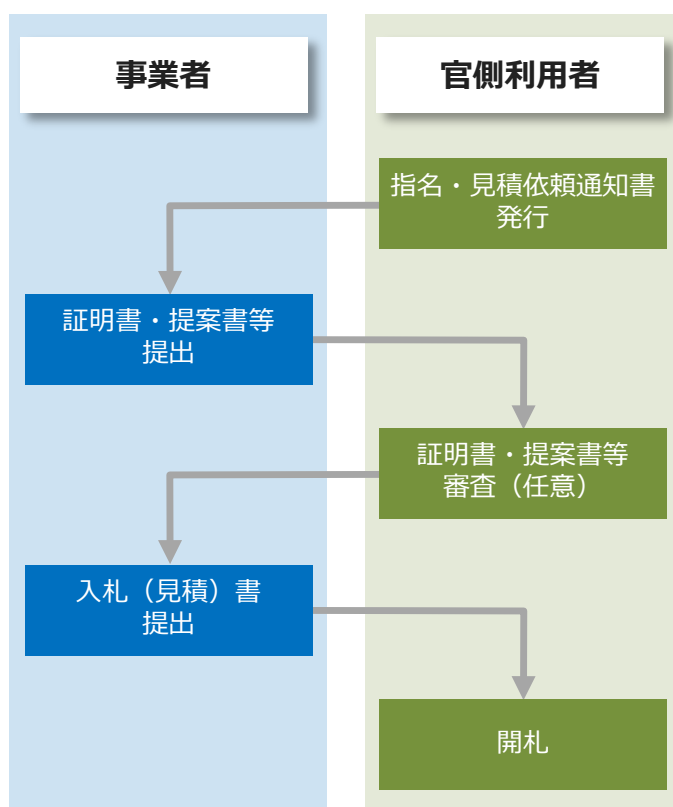 事業者
官側利用者
指名・見積依頼通知書
発行
証明書・提案書等
提出
証明書・提案書等
審査（任意）
入札（見積）書
提出
開札